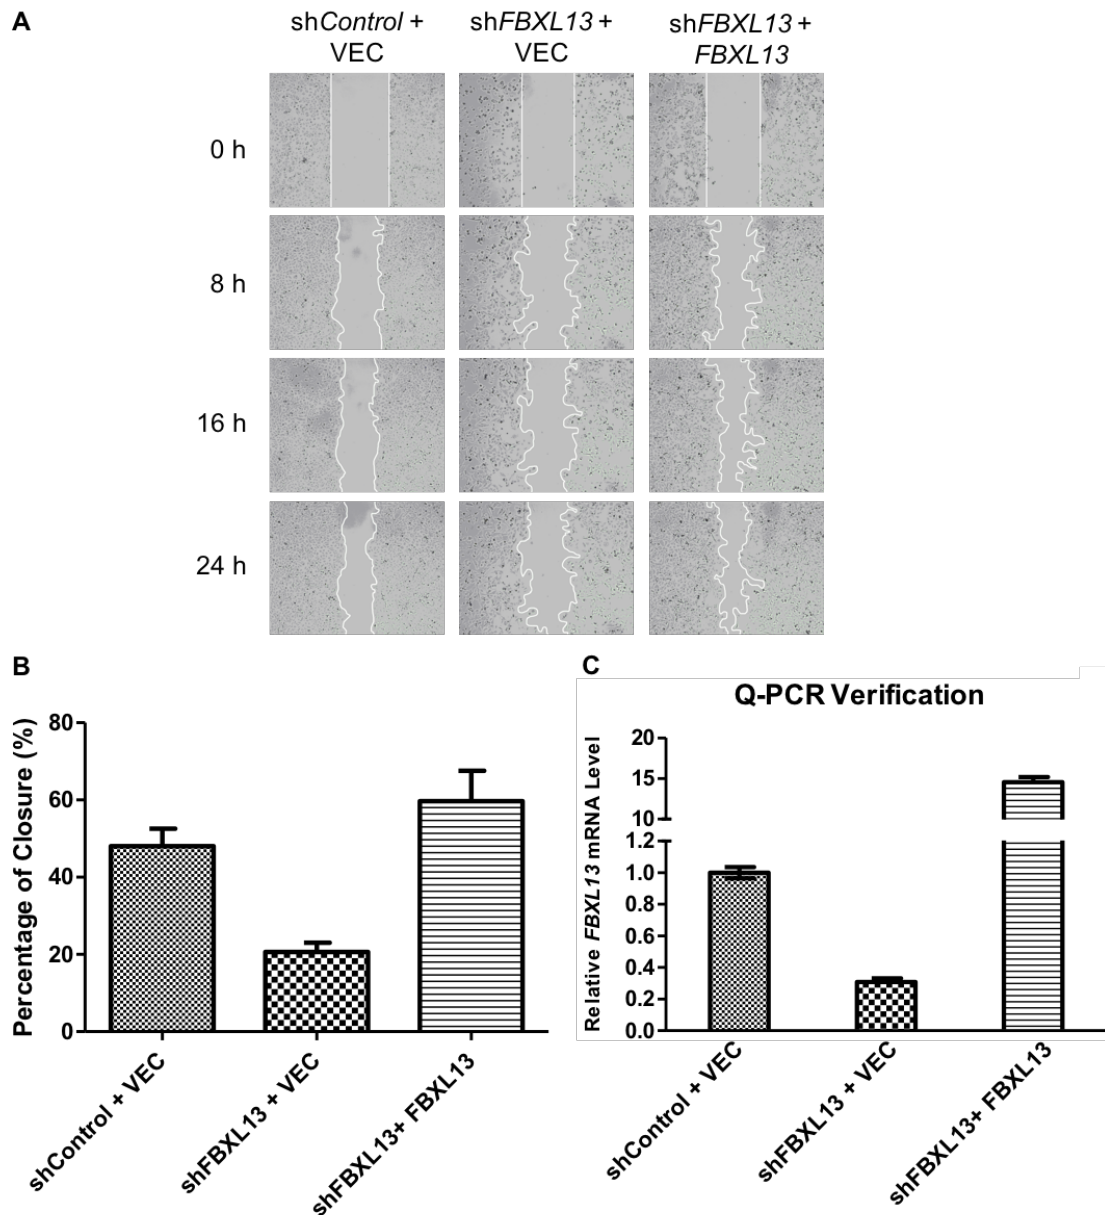 A
shControl +
VEC
shFBXL13 +
VEC
shFBXL13 +
FBXL13
0 h
8 h
16 h
24 h
B
Percentage of Closure (%)
80
60
40
20
0
shControl + VEC
shFBXL13 + VEC
shFBXL13+ FBXL13
C
Q-PCR Verification
Relative FBXL13 mRNA Level
20
15
10
1.2
1.0
0.8
0.6
0.4
0.2
0.0
shControl + VEC
shFBXL13 + VEC
shFBXL13+ FBXL13